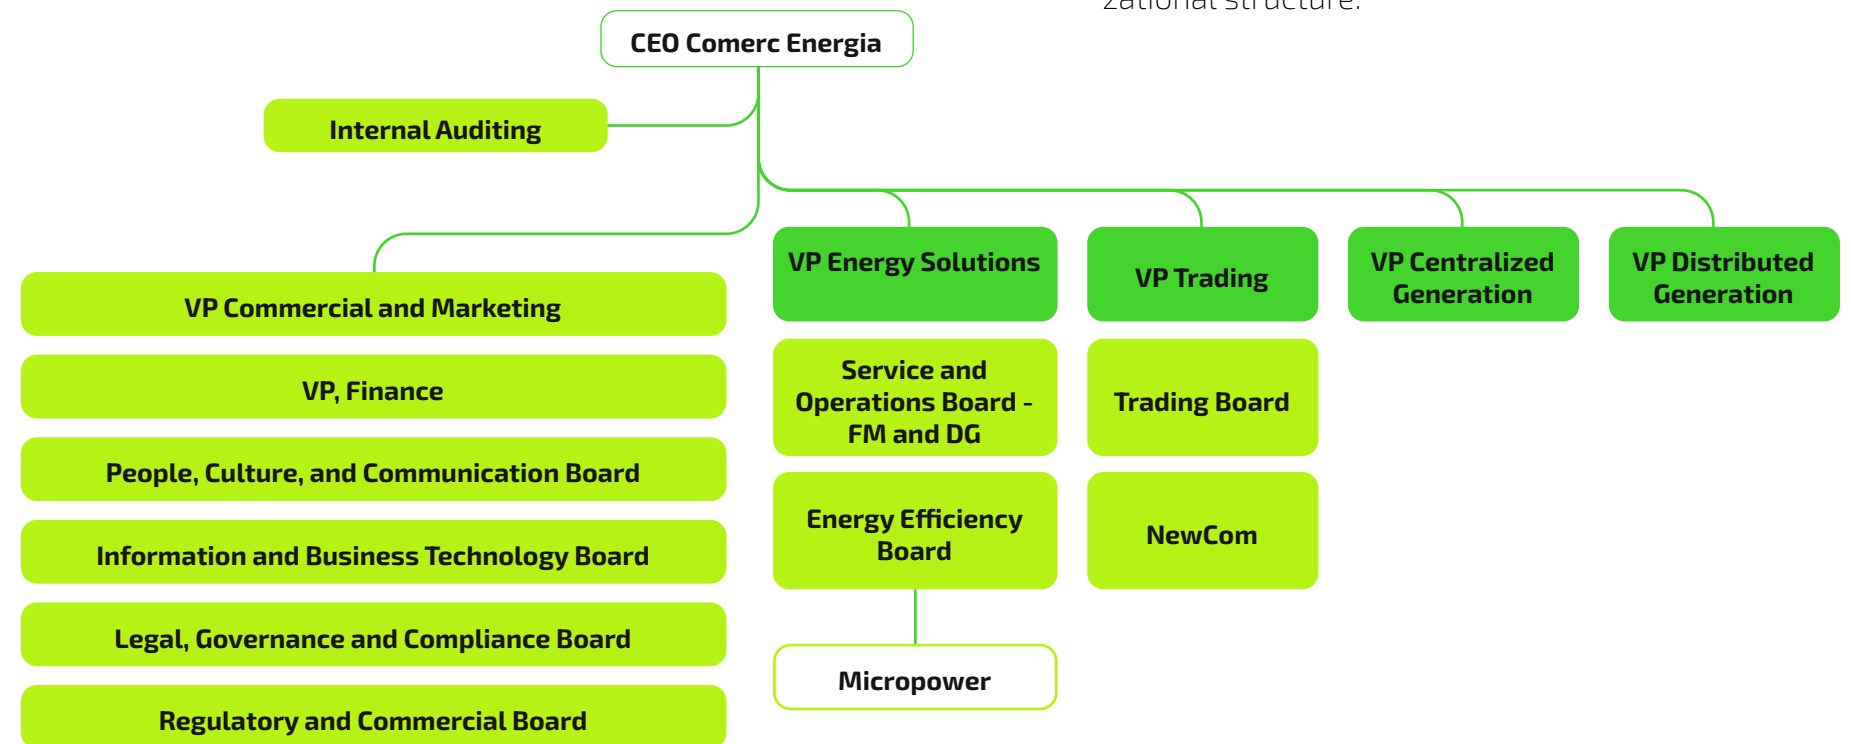 zational structure.
CEO Comerc Energia
Internal Auditing
VP Commercial and Marketing
VP, Finance
People, Culture, and Communication Board
Information and Business Technology Board
Legal, Governance and Compliance Board
Regulatory and Commercial Board
VP Energy Solutions
Service and
Operations Board -
FM and DG
Energy Efficiency
Board
Micropower
VP Trading
Trading Board
NewCom
VP Centralized
Generation
VP Distributed
Generation